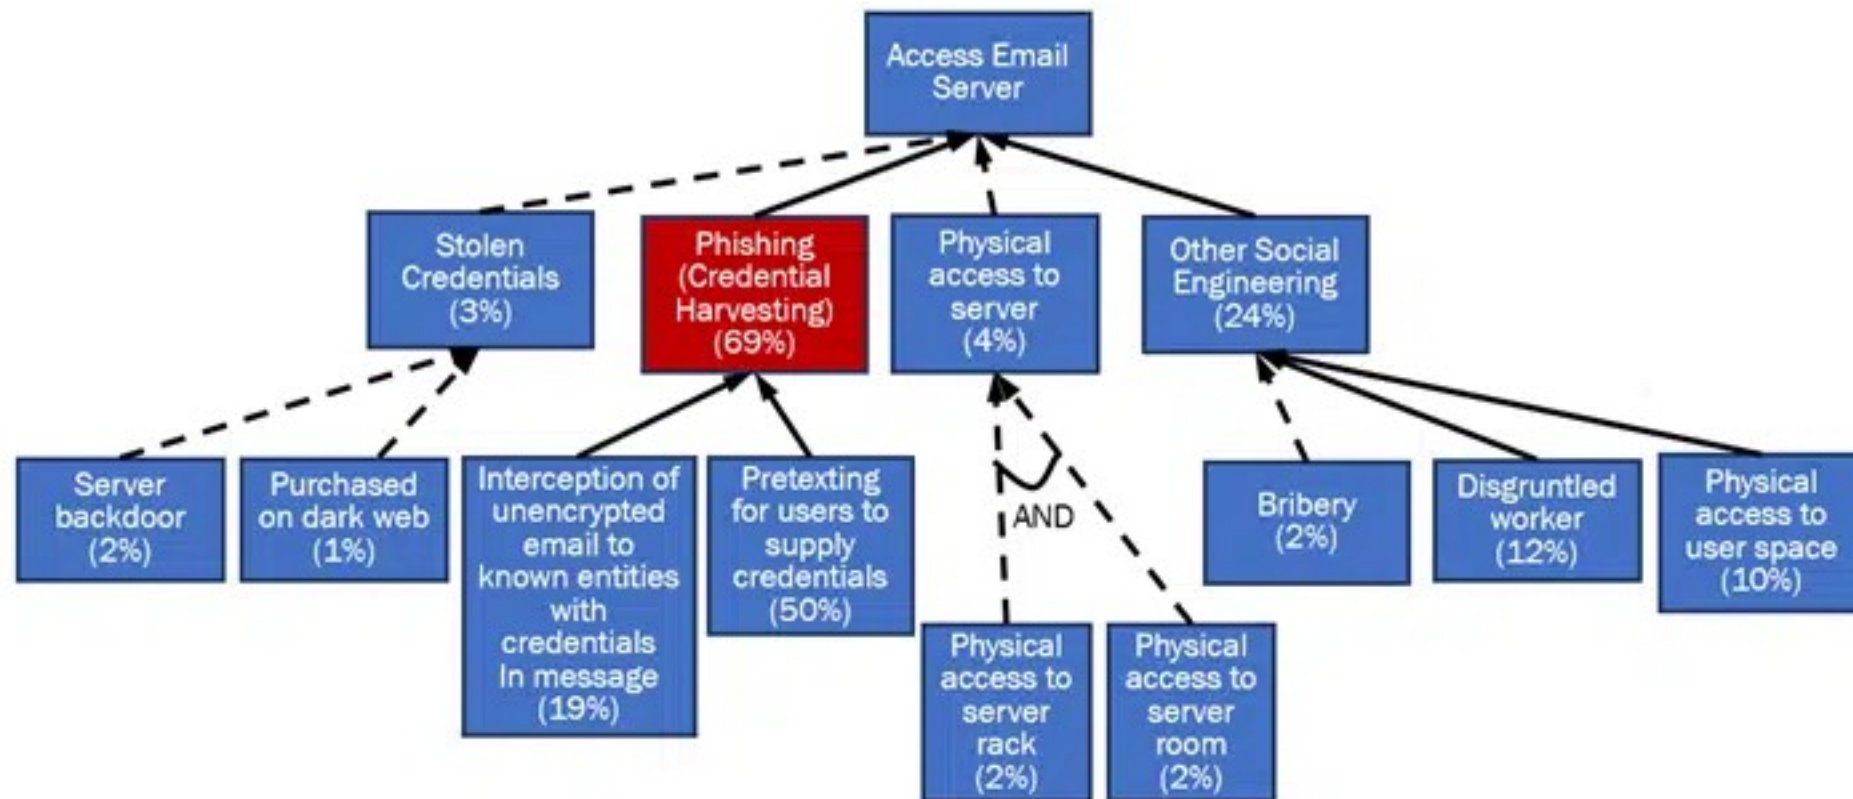 Access Email
Server
Stolen
Credentials
(3%)
Phishing
(Credential
Harvesting)
(69%)
Physical
access to
server
(4%)
Other Social
Engineering
(24%)
Server
backdoor
(2%)
Purchased
on dark web
(1%)
Interception of
unencrypted
email to
known entities
with
credentials
In message
(19%)
Pretexting
for users to
supply
credentials
(50%)
AND
Bribery
(2%)
Disgruntled
worker
(12%)
Physical
access to
user space
(10%)
Physical
access to
server
rack
(2%)
Physical
access to
server
room
(2%)